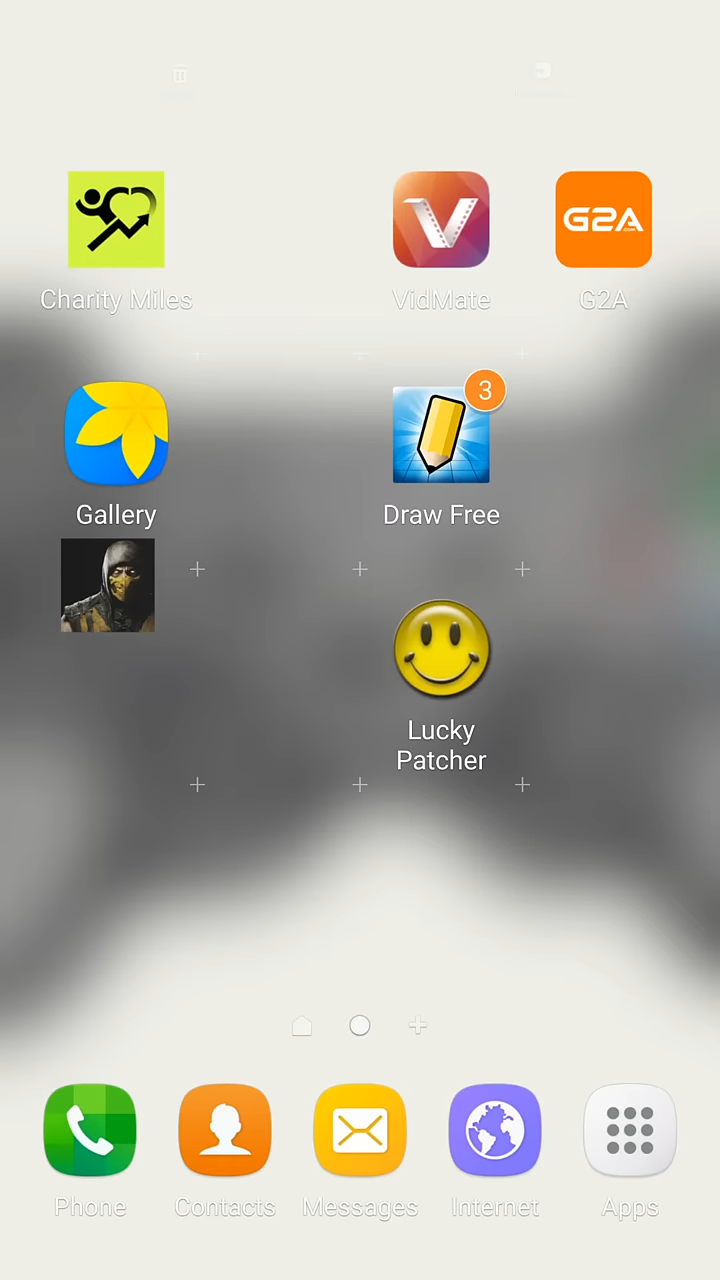 Charity Miles
VidMate
G2A
G2A
3
Gallery
Draw Free
Lucky
Patcher
Phone
Contacts
Messages
Internet
Apps